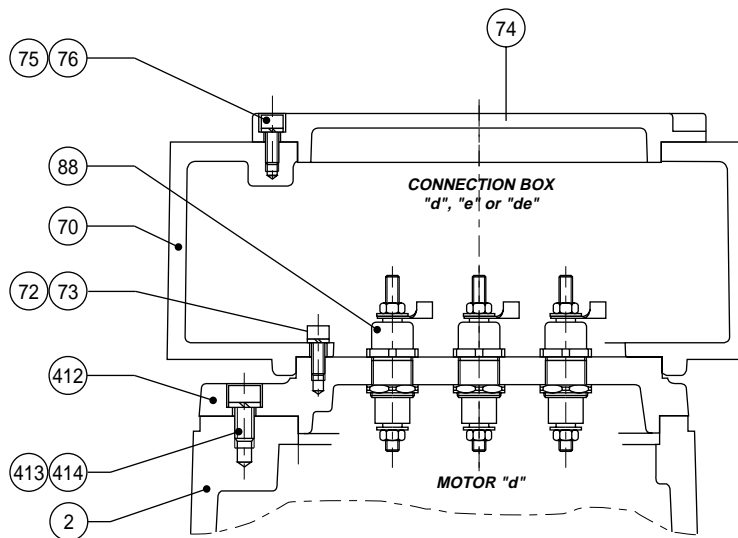 74
75 76
88
CONNECTION BOX
"d", "e" or "de"
70
72 73
412
413 414
MOTOR "d"
2